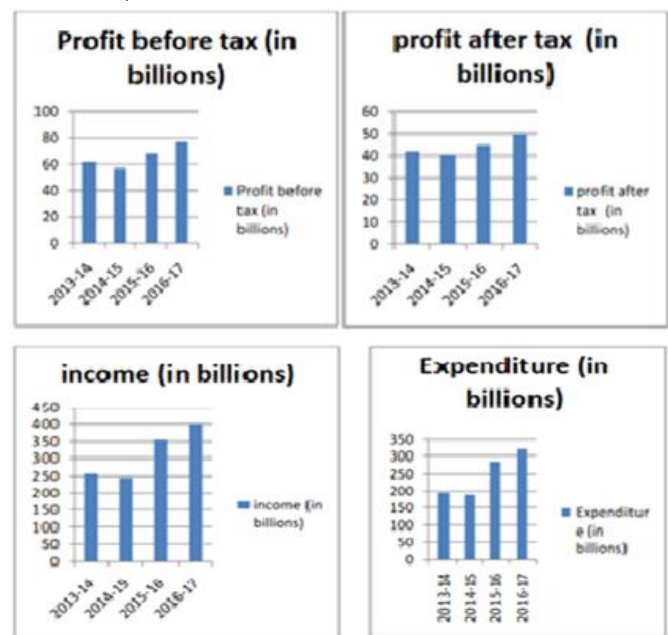 Profit before tax (in
billions)
100
80
60
40
20
0
2013-14
2014-15
2015-16
2016-17
Profit before
tax (in
billions)
profit after tax (in
billions)
60
50
40
30
20
10
0
2013-14
2014-15
2015-16
2016-17
profit after
tax (in
billions)
income (in billions)
450
400
350
300
250
200
150
100
50
0
2013-14
2014-15
2015-16
2016-17
income (in
billions)
Expenditure (in
billions)
350
300
250
200
150
100
50
0
2013-14
2014-15
2015-16
2016-17
Expenditur
e (in
billions)